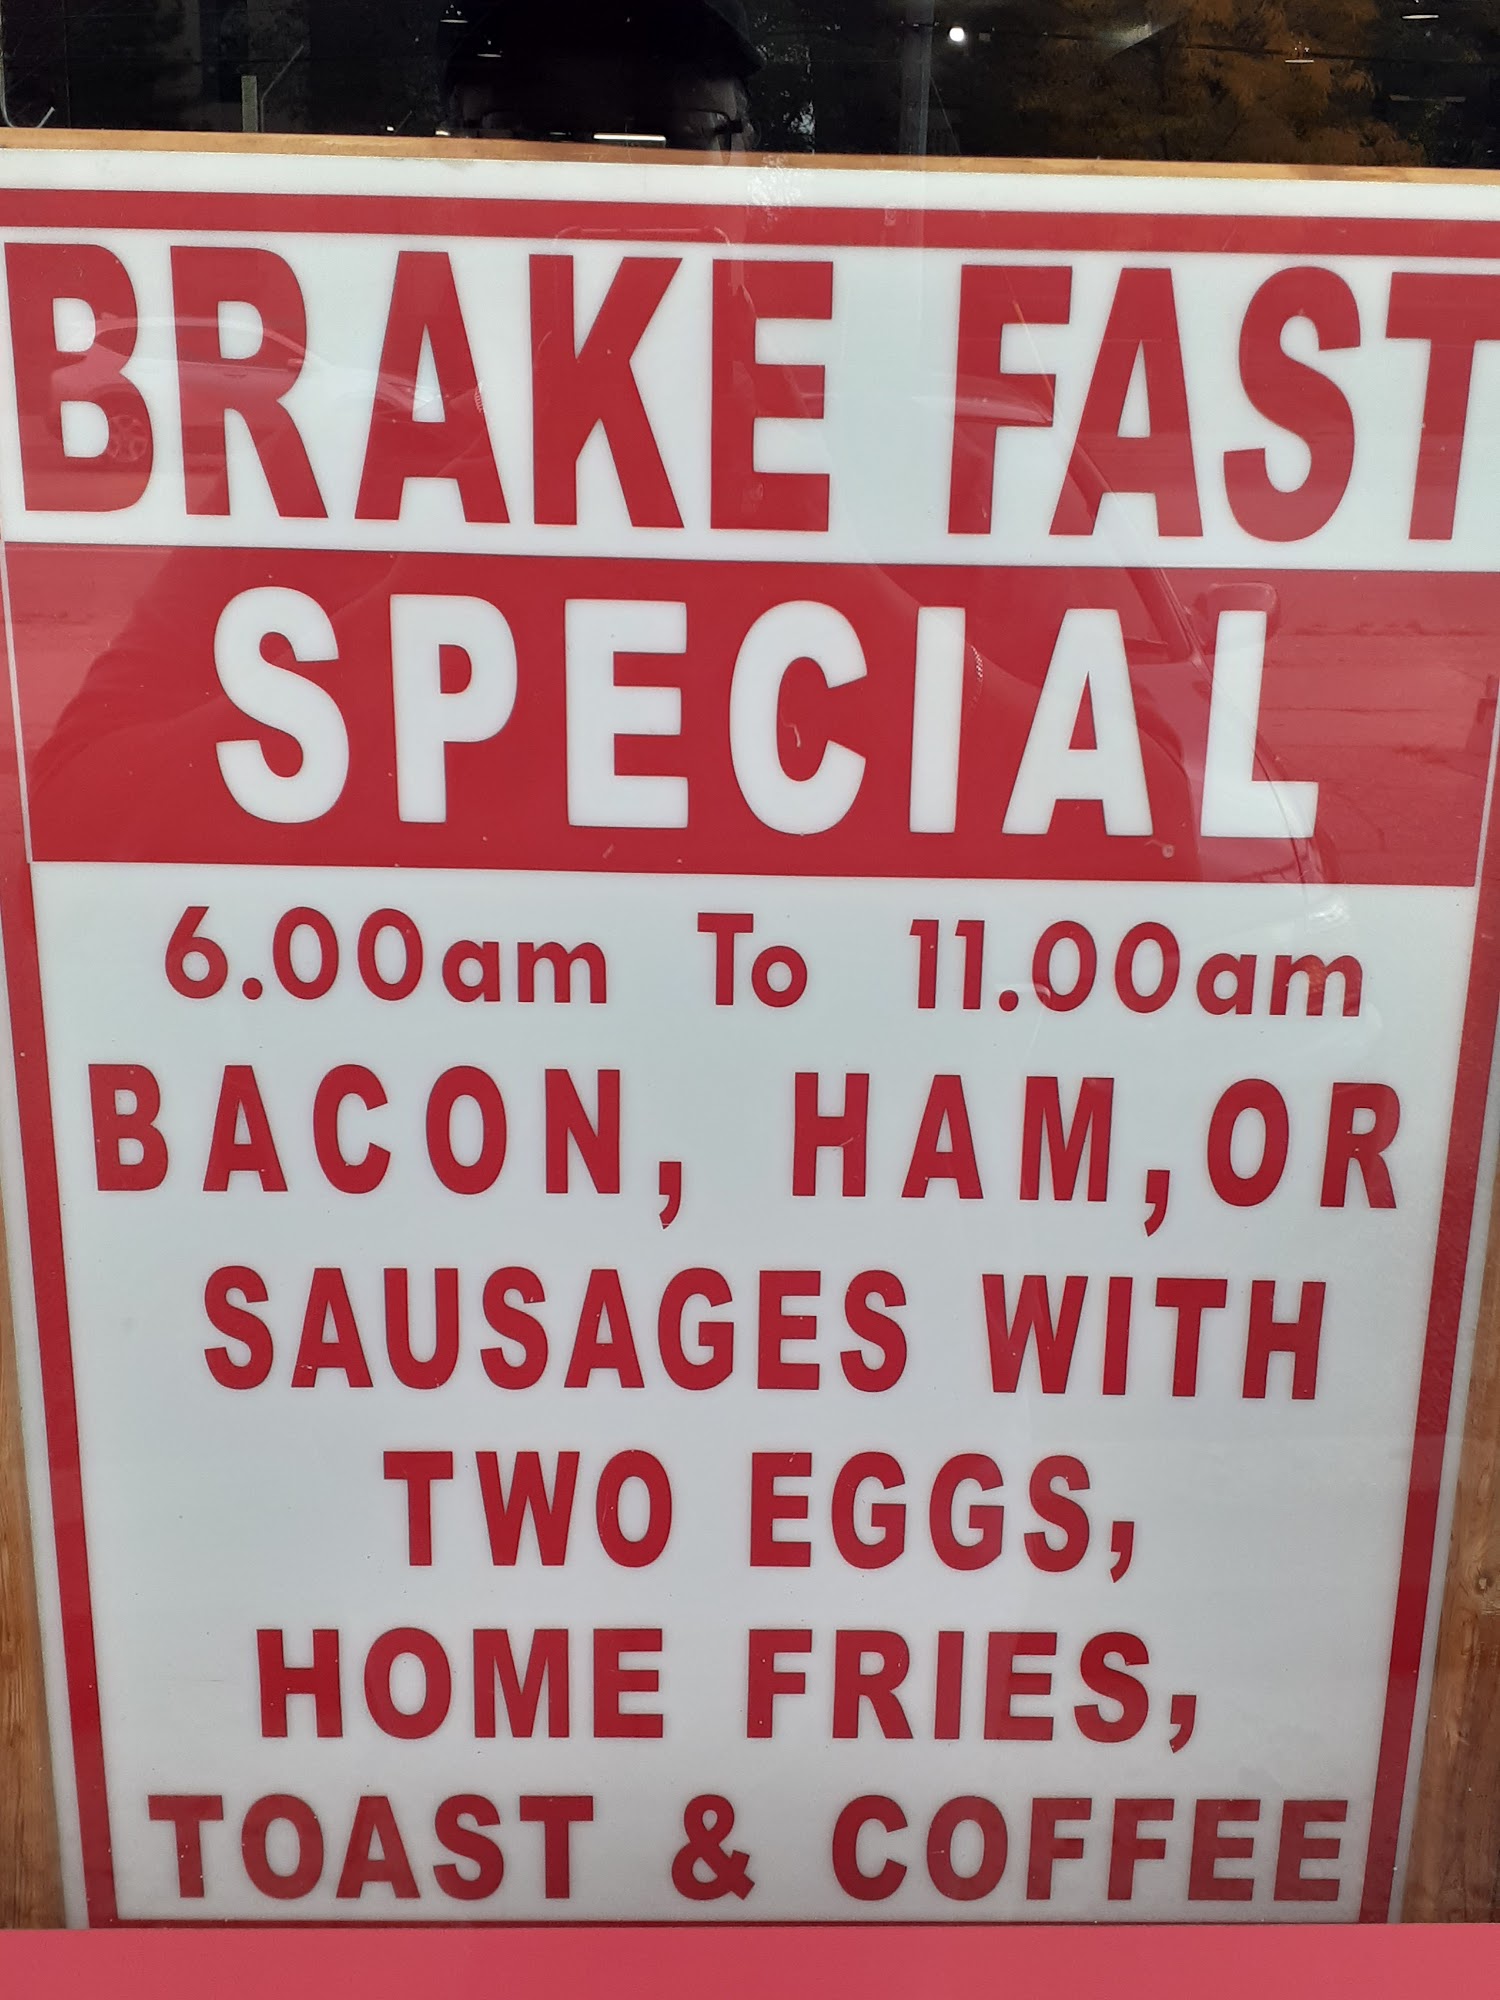 BRAKE FAST
SPECIAL
6.00am To 11.00am
BACON, HAM,OR
SAUSAGES WITH
TWO EGGS,
HOME FRIES,
TOAST & COFFEE